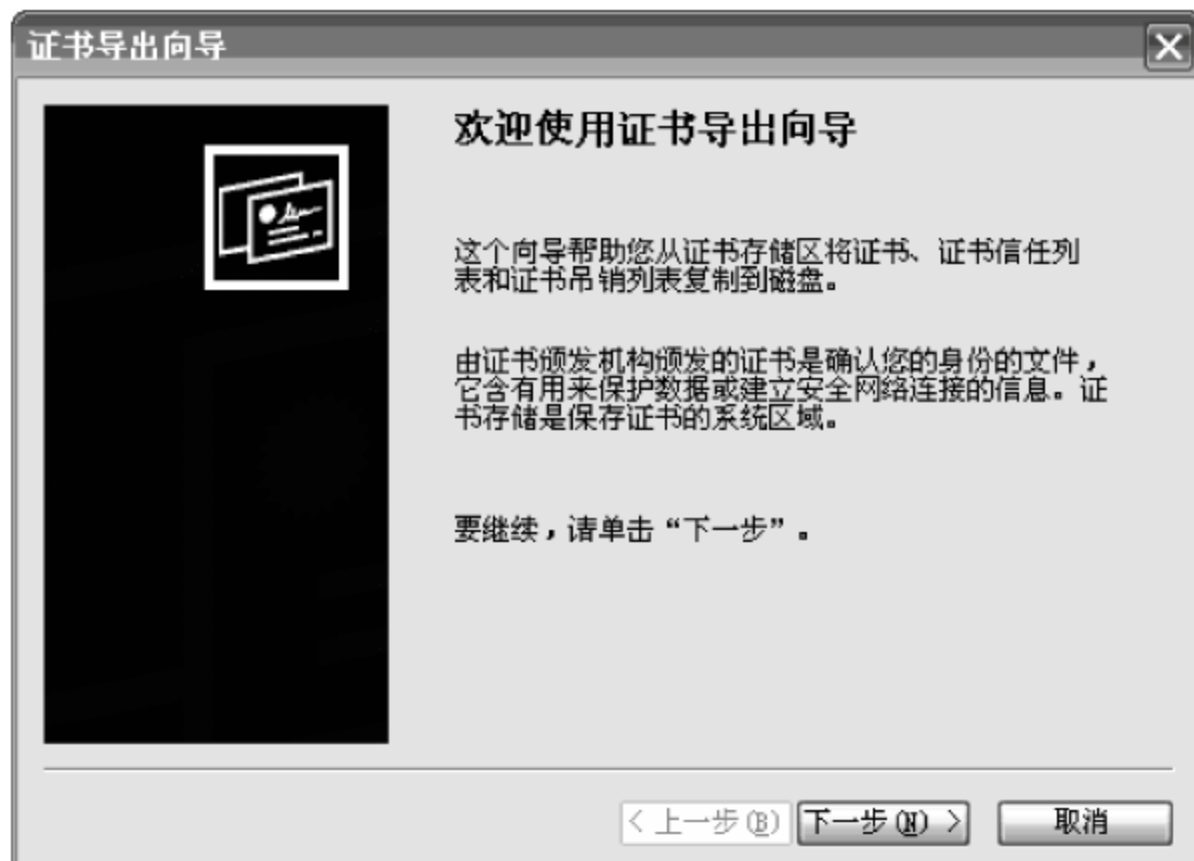 证书导出向导
欢迎使用证书导出向导
这个向导帮助您从证书存储区将证书、证书信任列
表和证书吊销列表复制到磁盘。
由证书颁发机构颁发的证书是确认您的身份的文件，
它含有用来保护数据或建立安全网络连接的信息。证
书存储是保存证书的系统区域。
要继续，请单击“下一步”。
< 上一步(B) 下一步(N) > 取消